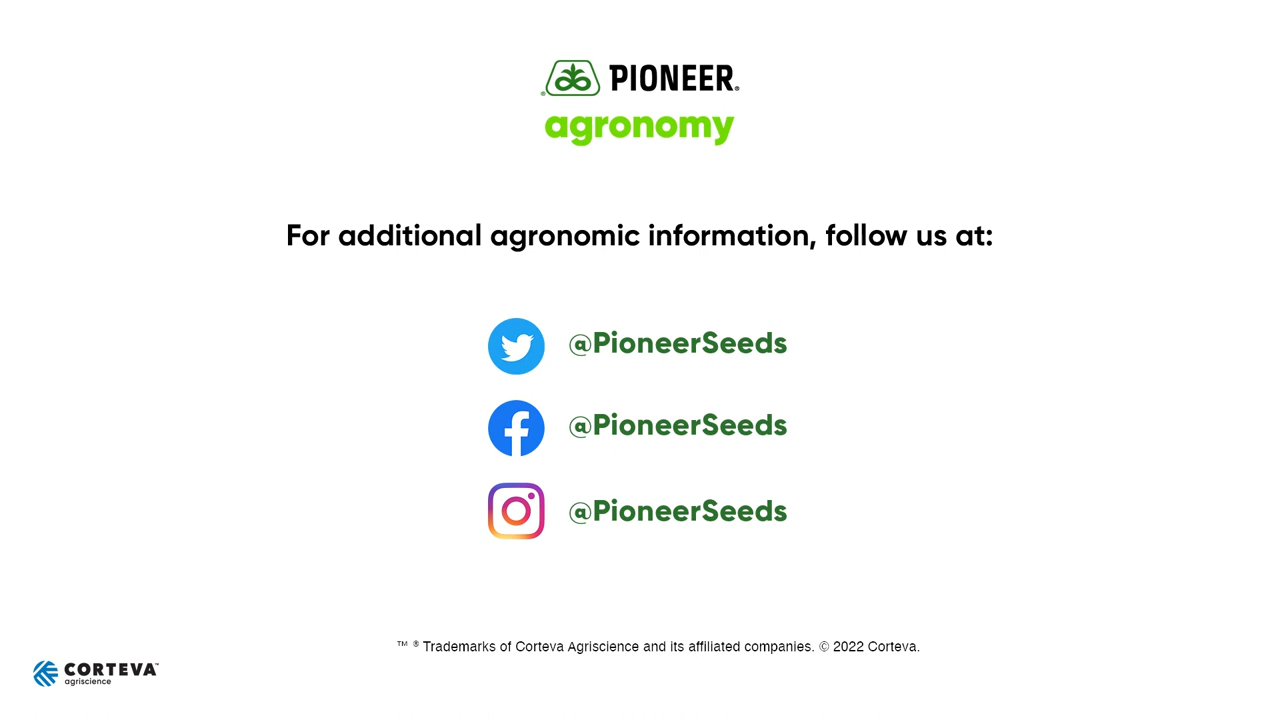 PIONEER®
agronomy
For additional agronomic information, follow us at:
@PioneerSeeds
@PioneerSeeds
@PioneerSeeds
™ ® Trademarks of Corteva Agriscience and its affiliated companies. © 2022 Corteva.
CORTEVA™
agriscience